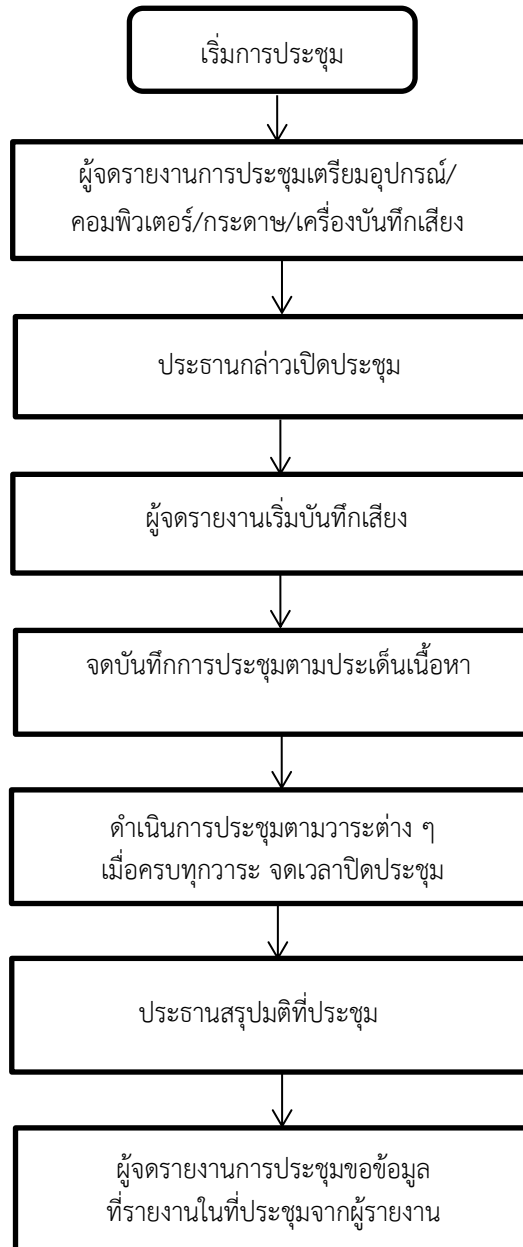 เริ่มการประชุม
ผู้จดรายงานการประชุมเตรียมอุปกรณ์/
คอมพิวเตอร์/กระดาษ/เครื่องบันทึกเสียง
ประธานกล่าวเปิดประชุม
ผู้จดรายงานเริ่มบันทึกเสียง
จดบันทึกการประชุมตามประเด็นเนื้อหา
ดำเนินการประชุมตามวาระต่าง ๆ
เมื่อครบทุกวาระ จดเวลาปิดประชุม
ประธานสรุปมติที่ประชุม
ผู้จดรายงานการประชุมขอข้อมูล
ที่รายงานในที่ประชุมจากผู้รายงาน